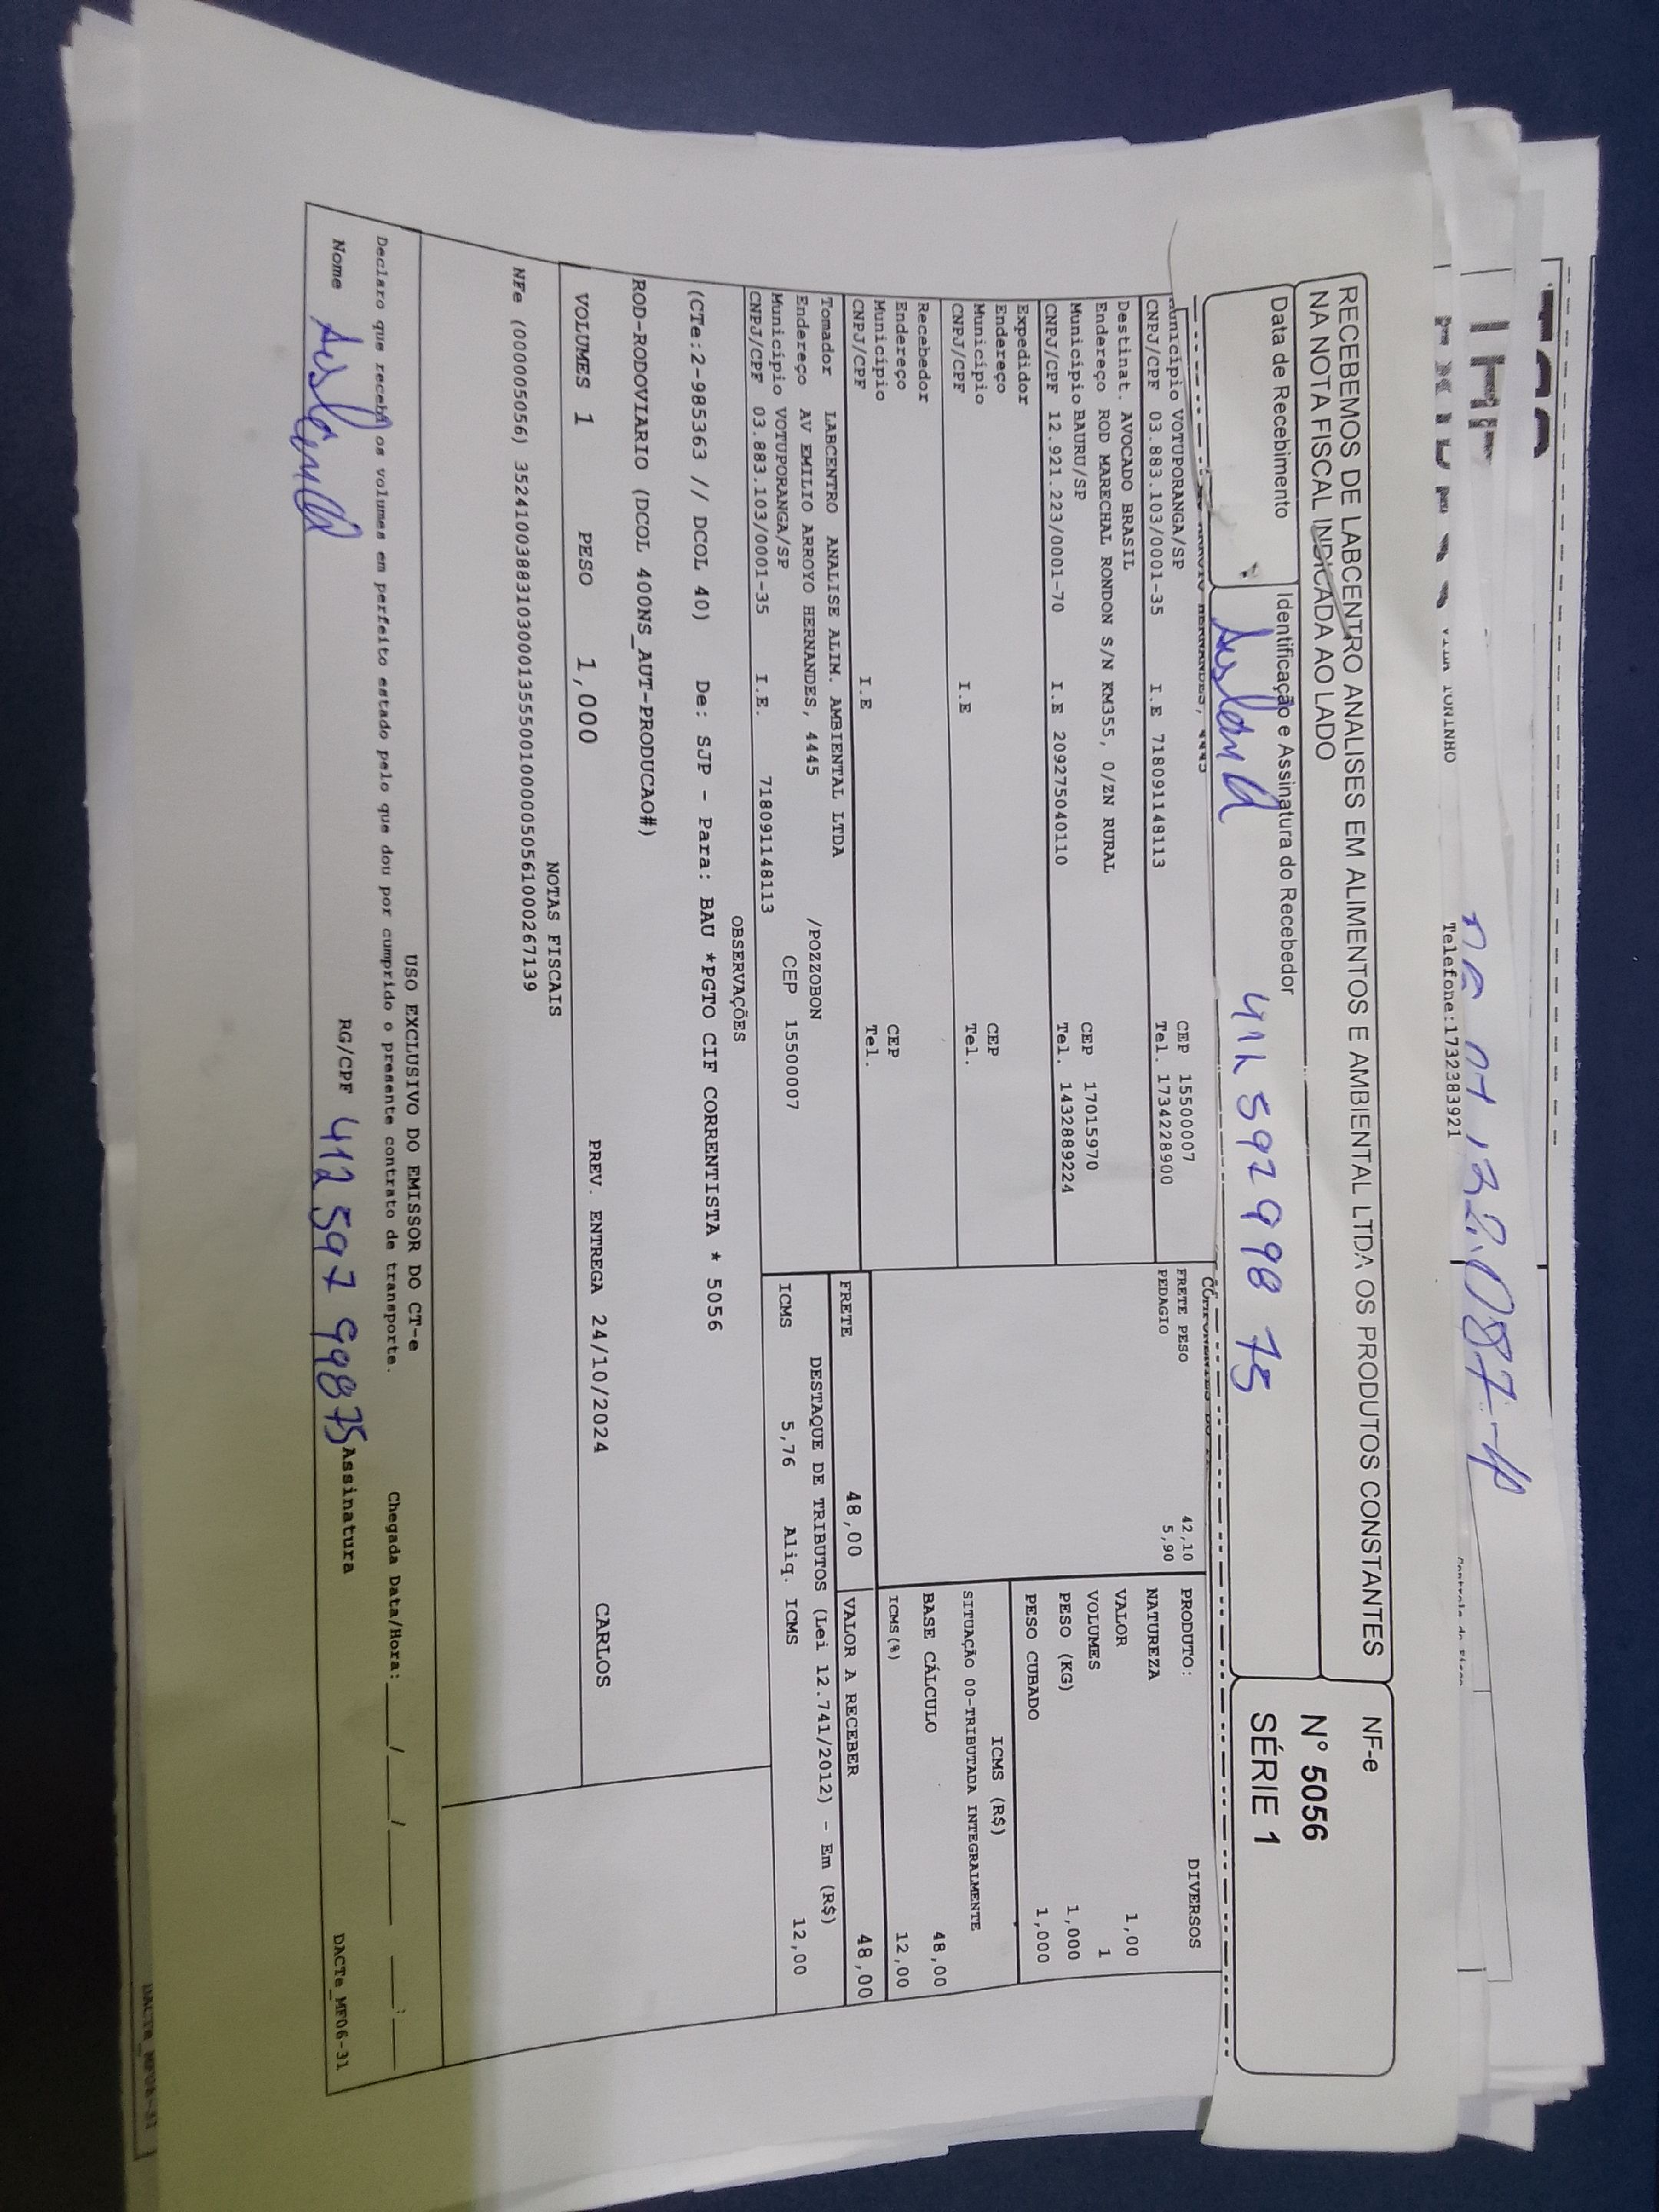 Telefone:1732383921
RECEBEMOS DE LABCENTRO ANALISES EM ALIMENTOS E AMBIENTAL LTDA OS PRODUTOS CONSTANTES
NA NOTA FISCAL INDICADA AO LADO
NF-e
Nº 5056
SÉRIE 1
Data de Recebimento
Identificação e Assinatura do Recebedor
412 597 998 75
Município VOTUPORANGA/SP CEP 15500007
CNPJ/CPF 03.883.103/0001-35 I.E 718091148113 Tel. 1734228900
Destinat. AVOCADO BRASIL
Endereço ROD MARECHAL RONDON S/N KM355, 0/ZN RURAL
Município BAURU/SP CEP 17015970
CNPJ/CPF 12.921.223/0001-70 I.E 209275040110 Tel. 1432889224
Expedidor
Endereço
Município CEP
CNPJ/CPF I.E Tel.
Recebedor
Endereço
Município CEP
CNPJ/CPF I.E Tel.
Tomador LABCENTRO ANALISE ALIM. AMBIENTAL LTDA
Endereço AV EMILIO ARROYO HERNANDES, 4445 /POZZOBON
Município VOTUPORANGA/SP CEP 15500007
CNPJ/CPF 03.883.103/0001-35 I.E. 718091148113
FRETE PESO 42,10
PEDAGIO 5,90
PRODUTO: DIVERSOS
NATUREZA
VALOR 1,00
VOLUMES 1
PESO (KG) 1,000
PESO CUBADO 1,000
ICMS (R$)
SITUAÇÃO 00-TRIBUTADA INTEGRALMENTE
BASE CÁLCULO 48,00
ICMS(%) 12,00
FRETE 48,00 VALOR A RECEBER 48,00
DESTAQUE DE TRIBUTOS (Lei 12.741/2012) - Em (R$)
ICMS 5,76 Aliq. ICMS 12,00
OBSERVAÇÕES
(CTe:2-985363 // DCOL 40) De: SJP - Para: BAU *PGTO CIF CORRENTISTA * 5056
ROD-RODOVIARIO (DCOL 400NS_AUT-PRODUCAO#)
VOLUMES 1 PESO 1,000 PREV. ENTREGA 24/10/2024 CARLOS
NOTAS FISCAIS
NFe (000005056) 35241003883103000135550010000050561000267139
USO EXCLUSIVO DO EMISSOR DO CT-e
Declaro que recebi os volumes em perfeito estado pelo que dou por cumprido o presente contrato de transporte. Chegada Data/Hora: ____/____/____ __:__
Nome RG/CPF 412 597 998 75 Assinatura
DACTe_MF06-31
DACTe_MF06-31